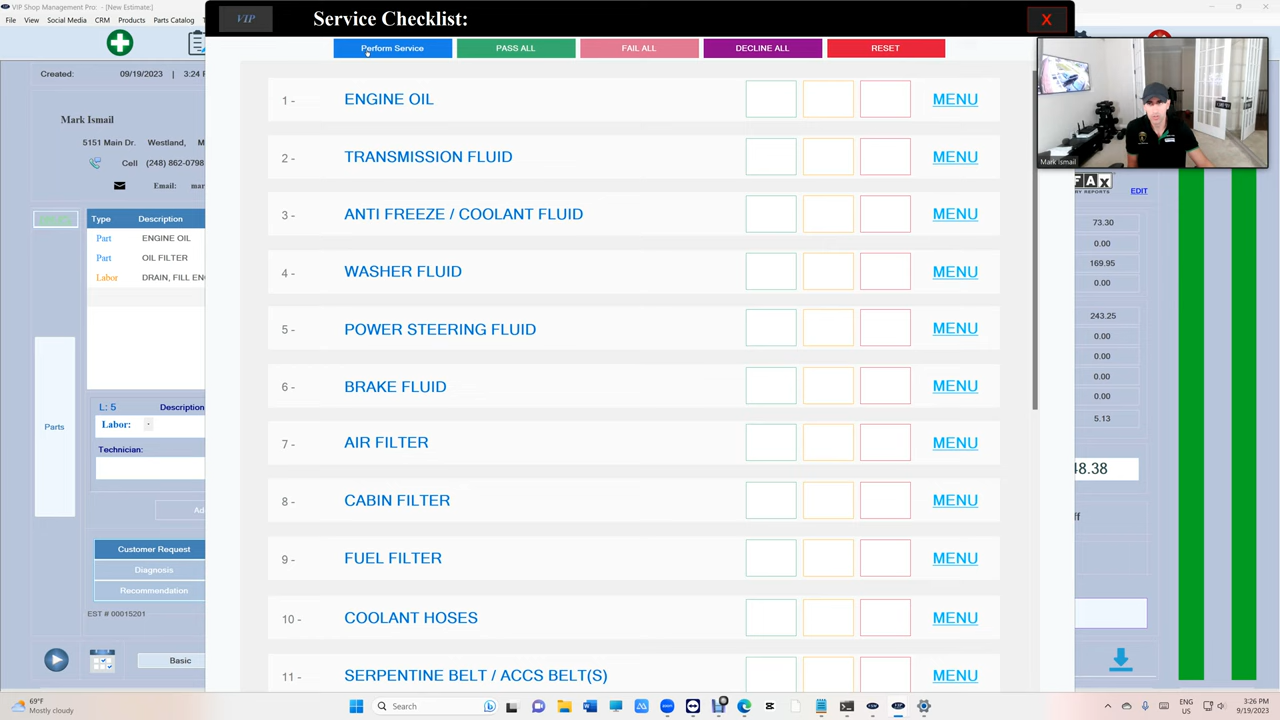 VIP Shop Management Pro: - [New Estimate:]
File View Social Media CRM Products Parts Catalog
VIP
Service Checklist:
X
Perform Service
PASS ALL
FAIL ALL
DECLINE ALL
RESET
Created: 09/19/2023 | 3:24 P
Mark Ismail
5151 Main Dr. Westland, M
Cell (248) 862-0798
Email: mar
Type Description
Part ENGINE OIL
Part OIL FILTER
Labor DRAIN, FILL EN
Parts
L: 5 Description
Labor: -
Technician:
Ad
Customer Request
Diagnosis
Recommendation
EST # 00015201
Basic
1 - ENGINE OIL MENU
2 - TRANSMISSION FLUID MENU
3 - ANTI FREEZE / COOLANT FLUID MENU
4 - WASHER FLUID MENU
5 - POWER STEERING FLUID MENU
6 - BRAKE FLUID MENU
7 - AIR FILTER MENU
8 - CABIN FILTER MENU
9 - FUEL FILTER MENU
10 - COOLANT HOSES MENU
11 - SERPENTINE BELT / ACCS BELT(S) MENU
Mark Ismail
FAX
BY REPORTS
EDIT
73.30
0.00
169.95
0.00
243.25
0.00
0.00
0.00
0.00
5.13
48.38
ff
69°F
Mostly cloudy
Search
ENG
US
3:26 PM
9/19/2023